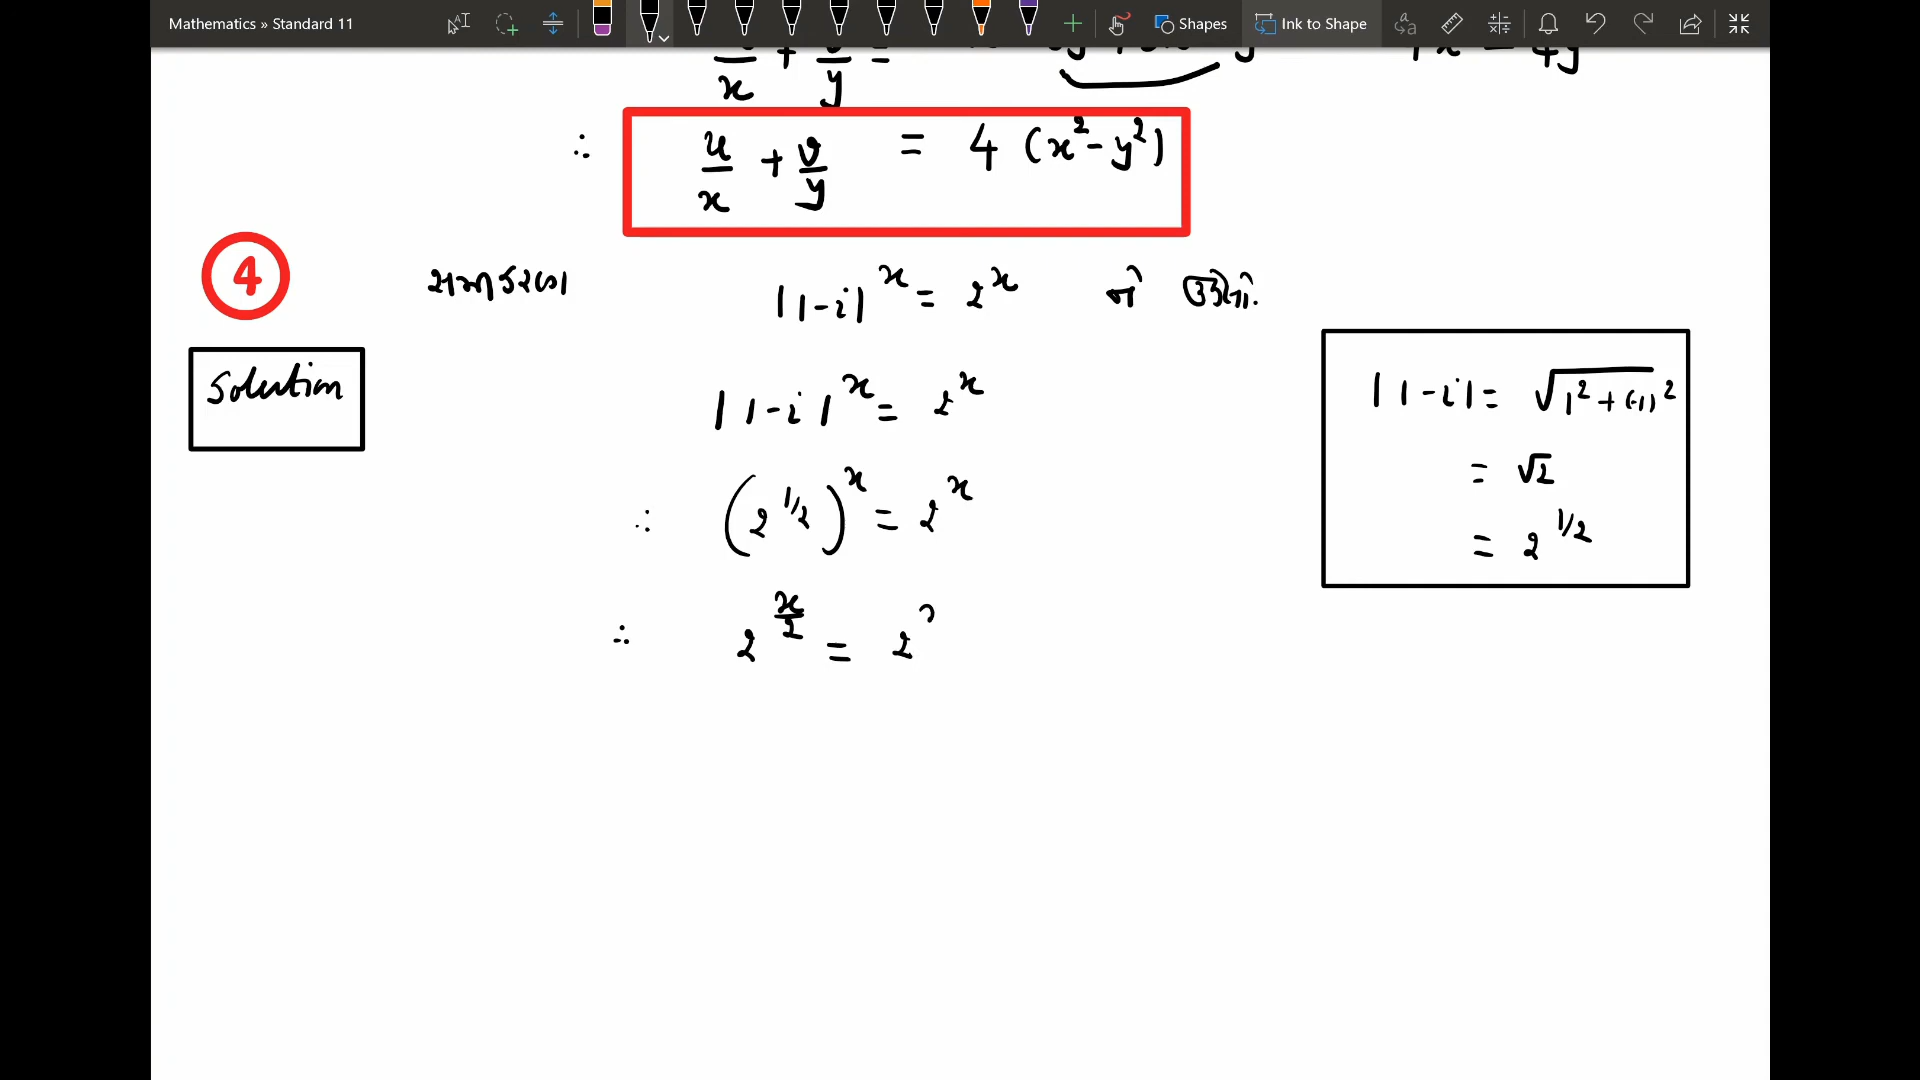 Mathematics » Standard 11
Shapes
Ink to Shape
x y
∴ u/x + v/y = 4 (x² - y²)
4
સમીકરણ |1-i|^x = 2^x ને ઉકેલો.
Solution
|1-i|^x = 2^x
∴ (2^1/2)^x = 2^x
∴ 2^x/2 = 2^
|1-i| = √1² + (-1)²
= √2
= 2^1/2